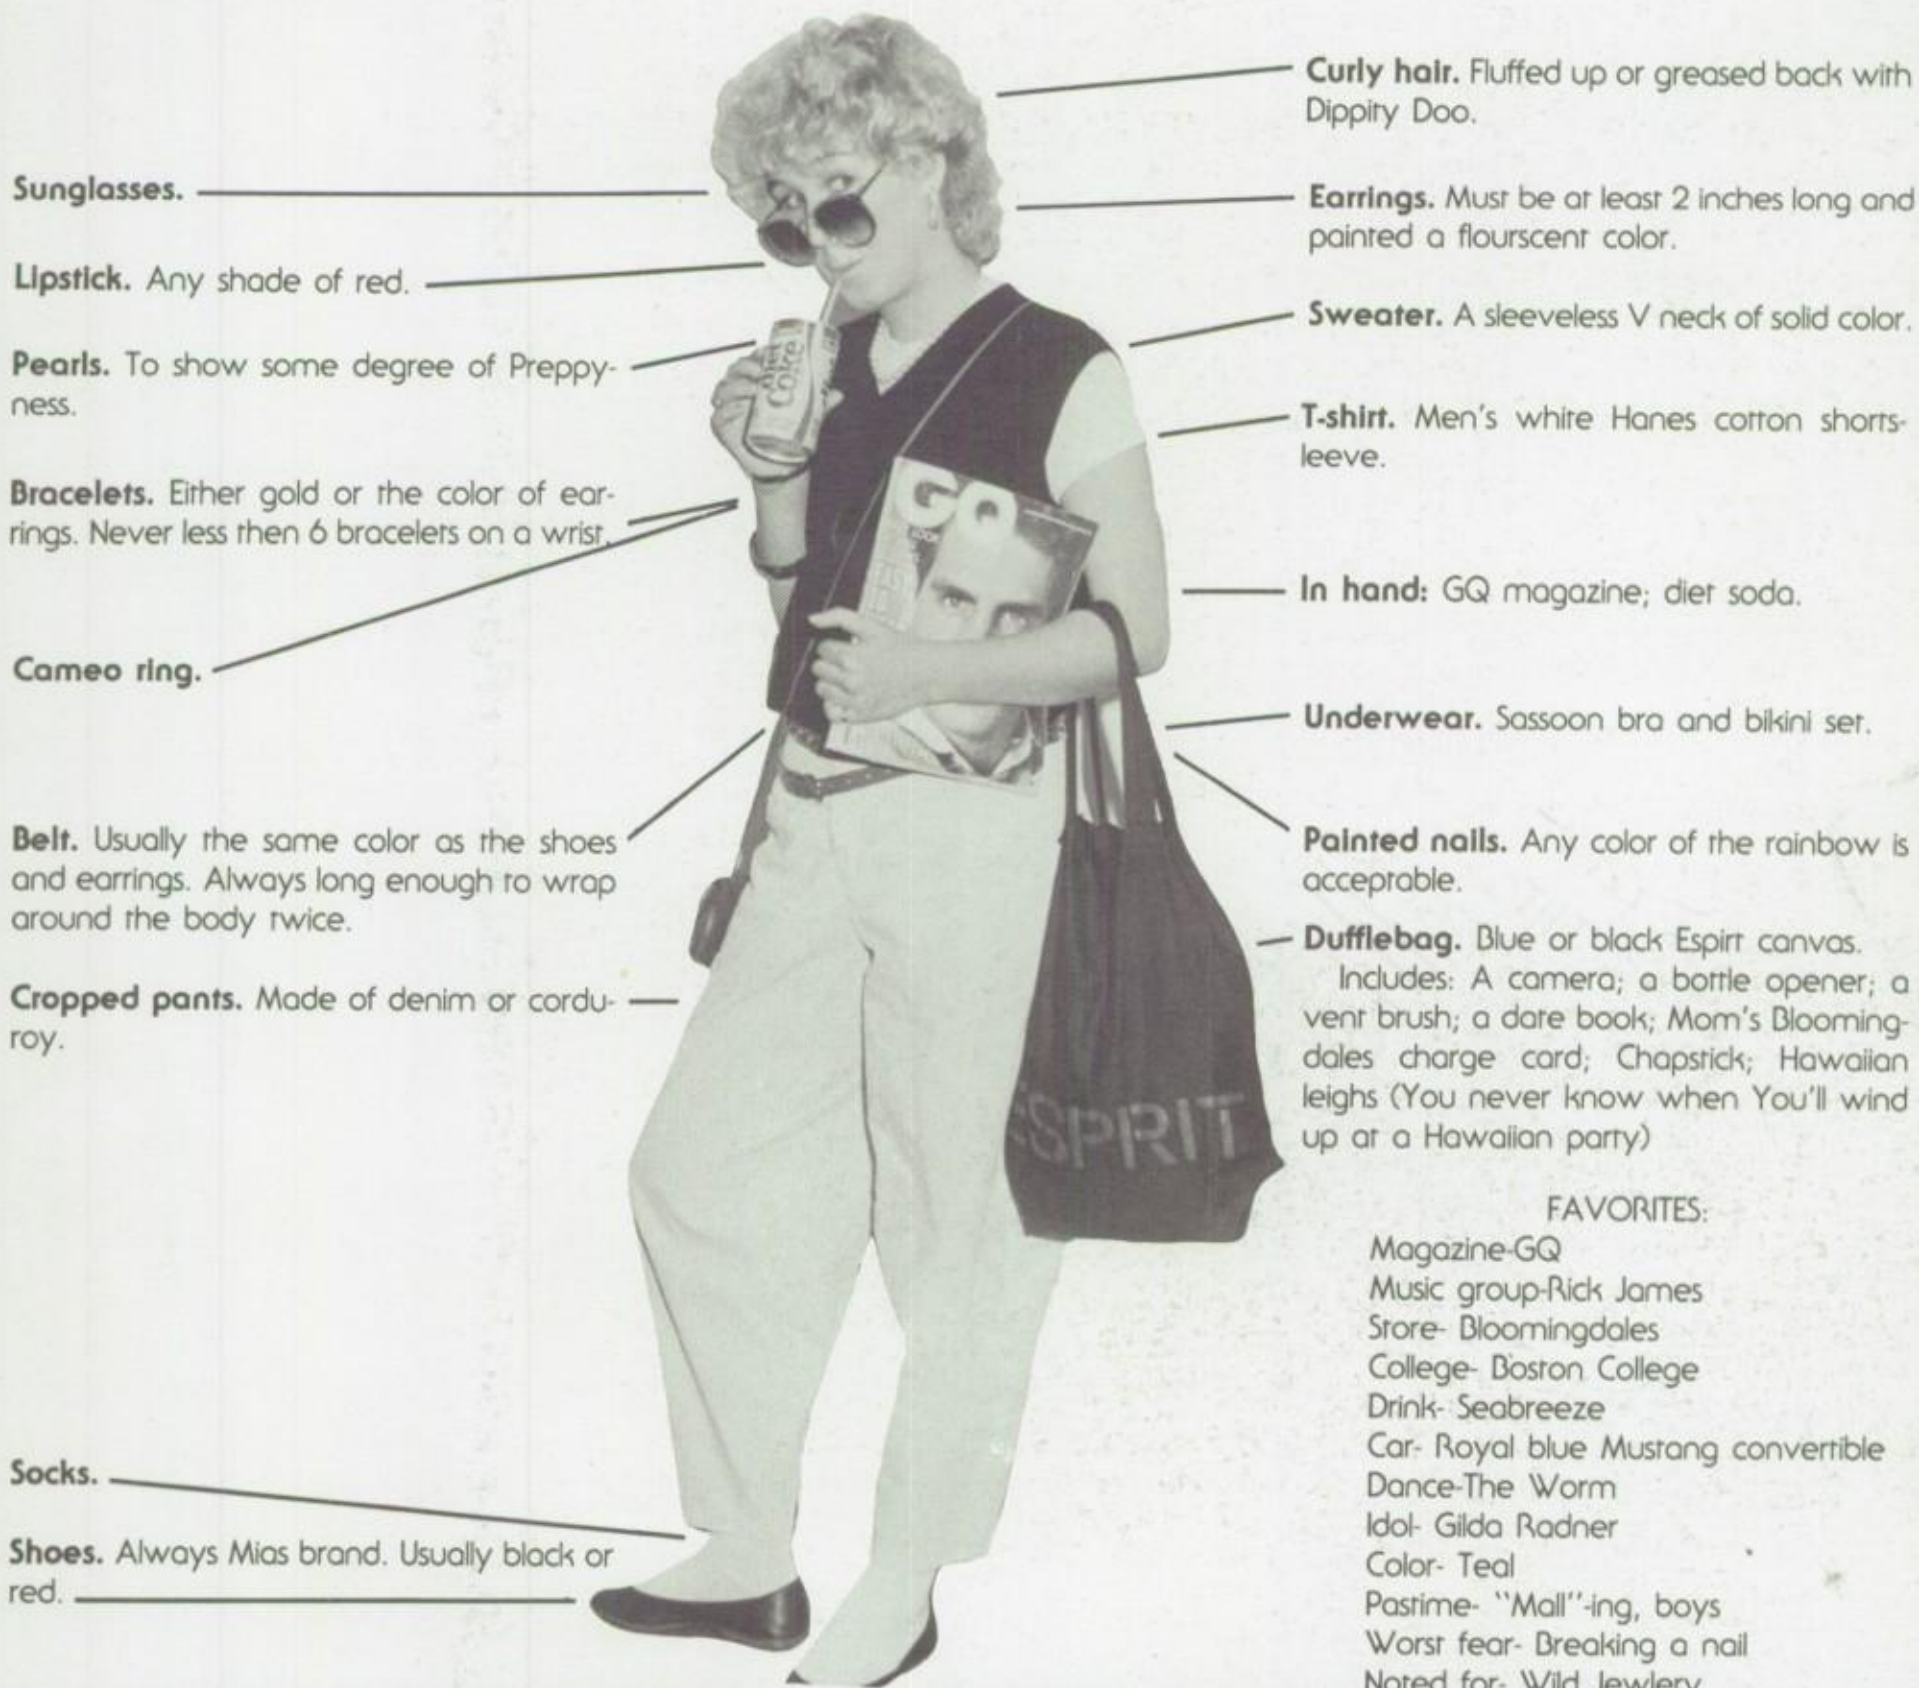 Sunglasses.
Lipstick. Any shade of red.
Pearls. To show some degree of Preppy-
ness.
Bracelets. Either gold or the color of ear-
rings. Never less then 6 bracelets on a wrist.
Cameo ring.
Belt. Usually the same color as the shoes
and earrings. Always long enough to wrap
around the body twice.
Cropped pants. Made of denim or cordu-
roy.
Socks.
Shoes. Always Mias brand. Usually black or
red.
diet
Coke
GQ
ESPRIT
Curly hair. Fluffed up or greased back with
Dippity Doo.
Earrings. Must be at least 2 inches long and
painted a flourscent color.
Sweater. A sleeveless V neck of solid color.
T-shirt. Men's white Hanes cotton shorts-
leeve.
In hand: GQ magazine; diet soda.
Underwear. Sassoon bra and bikini set.
Painted nails. Any color of the rainbow is
acceptable.
Dufflebag. Blue or black Espirt canvas.
Includes: A camera; a bottle opener; a
vent brush; a date book; Mom's Blooming-
dales charge card; Chapstick; Hawaiian
leighs (You never know when You'll wind
up at a Hawaiian party)
FAVORITES:
Magazine-GQ
Music group-Rick James
Store- Bloomingdales
College- Boston College
Drink- Seabreeze
Car- Royal blue Mustang convertible
Dance-The Worm
Idol- Gilda Radner
Color- Teal
Pastime- "Mall"-ing, boys
Worst fear- Breaking a nail
Noted for- Wild Jewlery